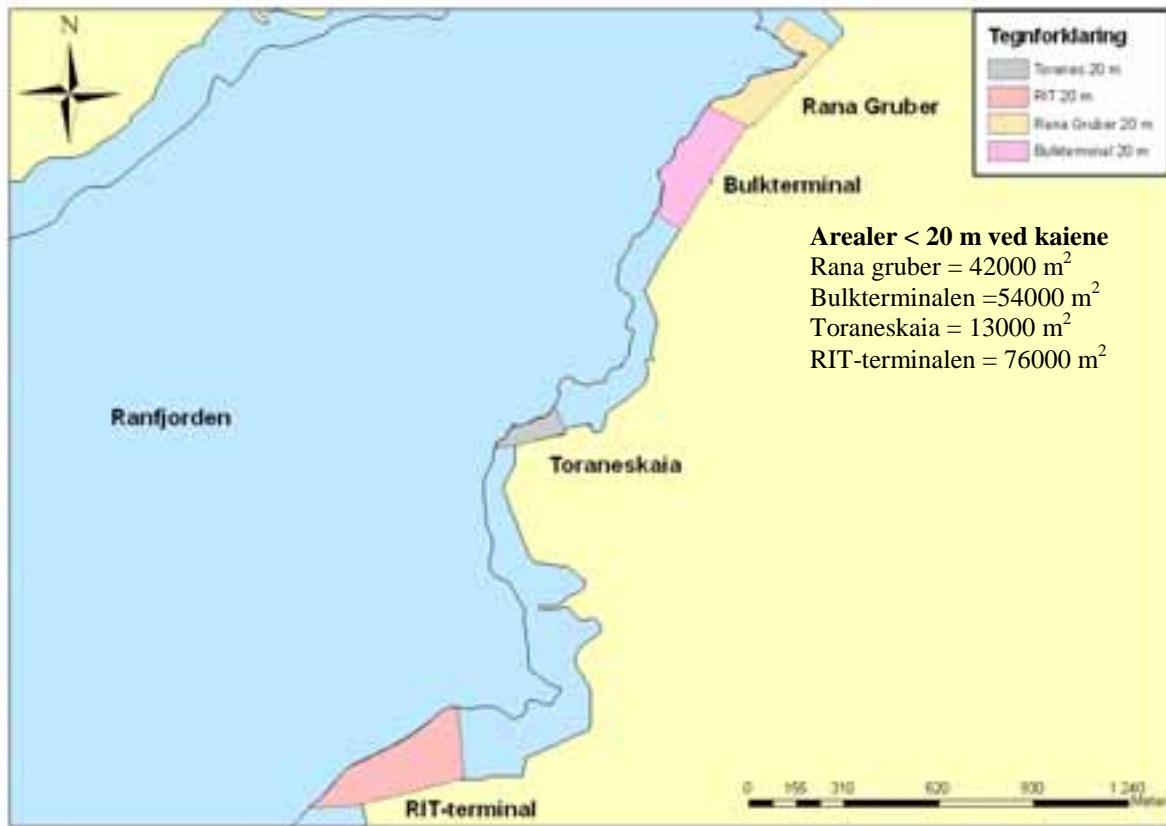 N
Tegnforklaring
Toranes 20 m
RIT 20 m
Rana Gruber 20 m
Bulkterminal 20 m
Rana Gruber
Bulkterminal
Arealer < 20 m ved kaiene
Rana gruber = 42000 m²
Bulkterminalen =54000 m²
Toraneskaia = 13000 m²
RIT-terminalen = 76000 m²
Ranfjorden
Toraneskaia
RIT-terminal
0 155 310 620 930 1 240
Meter